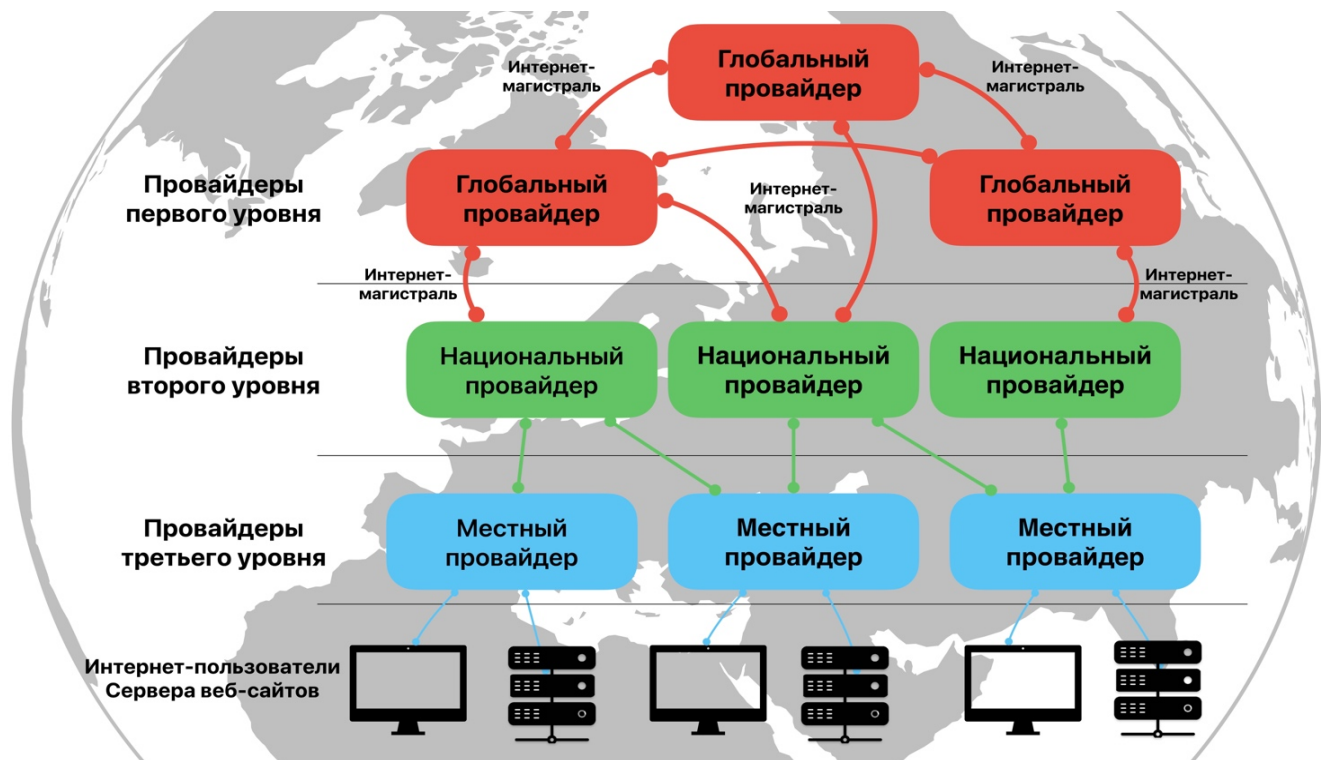 Глобальный
провайдер
Интернет-
магистраль
Интернет-
магистраль
Провайдеры
первого уровня
Глобальный
провайдер
Интернет-
магистраль
Глобальный
провайдер
Интернет-
магистраль
Интернет-
магистраль
Провайдеры
второго уровня
Национальный
провайдер
Национальный
провайдер
Национальный
провайдер
Провайдеры
третьего уровня
Местный
провайдер
Местный
провайдер
Местный
провайдер
Интернет-пользователи
Сервера веб-сайтов